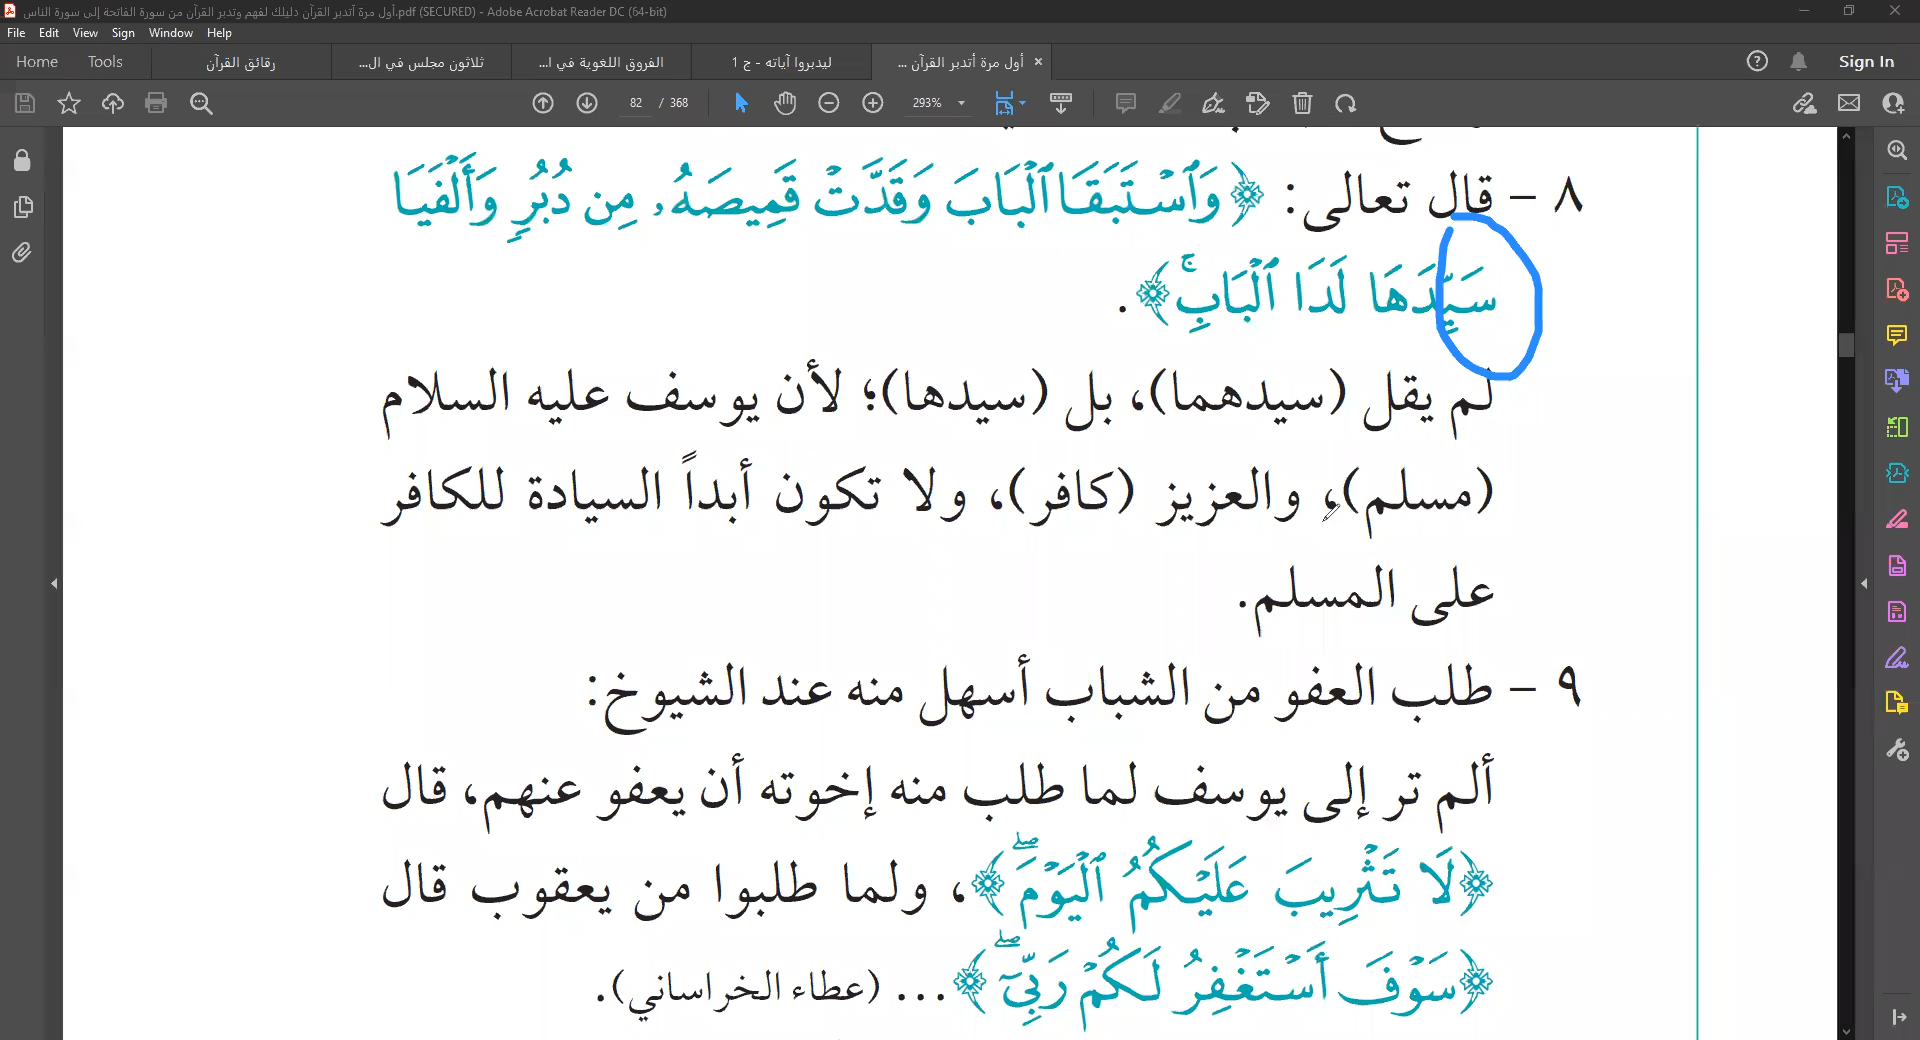 أول مرة أتدبر القرآن دليلك لفهم وتدبر القرآن من سورة الفاتحة إلى سورة الناس.pdf (SECURED) - Adobe Acrobat Reader DC (64-bit)
File Edit View Sign Window Help
Home Tools رقائق القرآن ثلاثون مجلس في ال... الفروق اللغوية في ا... ليدبروا آياته - ج 1 أول مرة أتدبر القرآن ... × Sign In
82 / 368 293%
٨ – قال تعالى: ﴿وَٱسۡتَبَقَا ٱلۡبَابَ وَقَدَّتۡ قَمِيصَهُۥ مِن دُبُرٖ وَأَلۡفَيَا
سَيِّدَهَا لَدَا ٱلۡبَابِۚ﴾.
لم يقل (سيدهما)، بل (سيدها)؛ لأن يوسف عليه السلام
(مسلم)، والعزيز (كافر)، ولا تكون أبداً السيادة للكافر
على المسلم.
٩ – طلب العفو من الشباب أسهل منه عند الشيوخ:
ألم تر إلى يوسف لما طلب منه إخوته أن يعفو عنهم، قال
﴿لَا تَثۡرِيبَ عَلَيۡكُمُ ٱلۡيَوۡمَۖ﴾، ولما طلبوا من يعقوب قال
﴿سَوۡفَ أَسۡتَغۡفِرُ لَكُمۡ رَبِّيٓۖ﴾... (عطاء الخراساني).